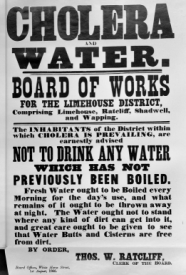 CHOLERA
AND
WATER.
BOARD OF WORKS
FOR THE LIMEHOUSE DISTRICT,
Comprising Limehouse, Ratcliff, Shadwell,
and Wapping.
The INHABITANTS of the District within
which CHOLERA IS PREVAILING, are
earnestly advised
NOT TO DRINK ANY WATER
WHICH HAS NOT
PREVIOUSLY BEEN BOILED.
Fresh Water ought to be Boiled every
Morning for the day's use, and what
remains of it ought to be thrown away
at night. The Water ought not to stand
where any kind of dirt can get into it,
and great care ought to be given to see
that Water Butts and Cisterns are free
from dirt.
BY ORDER,
THOS. W. RATCLIFF,
CLERK OF THE BOARD.
Board Offices, White Horse Street,
August, 1866.